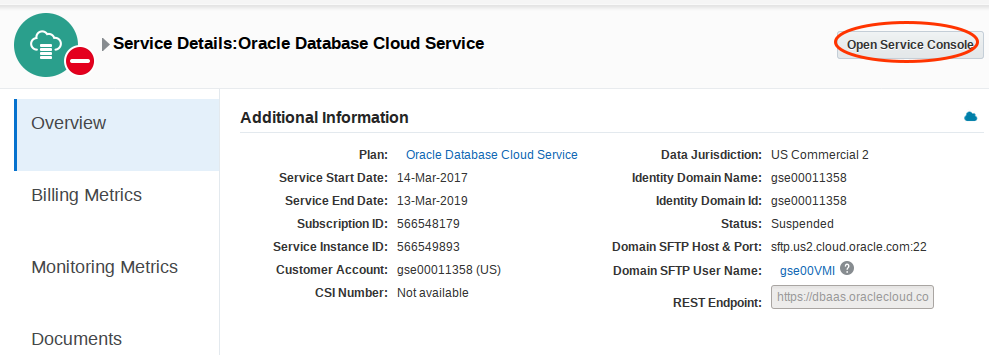 Service Details:Oracle Database Cloud Service
Open Service Console
Overview
Billing Metrics
Monitoring Metrics
Documents
Additional Information
Plan: Oracle Database Cloud Service
Service Start Date: 14-Mar-2017
Service End Date: 13-Mar-2019
Subscription ID: 566548179
Service Instance ID: 566549893
Customer Account: gse00011358 (US)
CSI Number: Not available
Data Jurisdiction: US Commercial 2
Identity Domain Name: gse00011358
Identity Domain Id: gse00011358
Status: Suspended
Domain SFTP Host & Port: sftp.us2.cloud.oracle.com:22
Domain SFTP User Name: gse00VMI ?
REST Endpoint: https://dbaas.oraclecloud.co